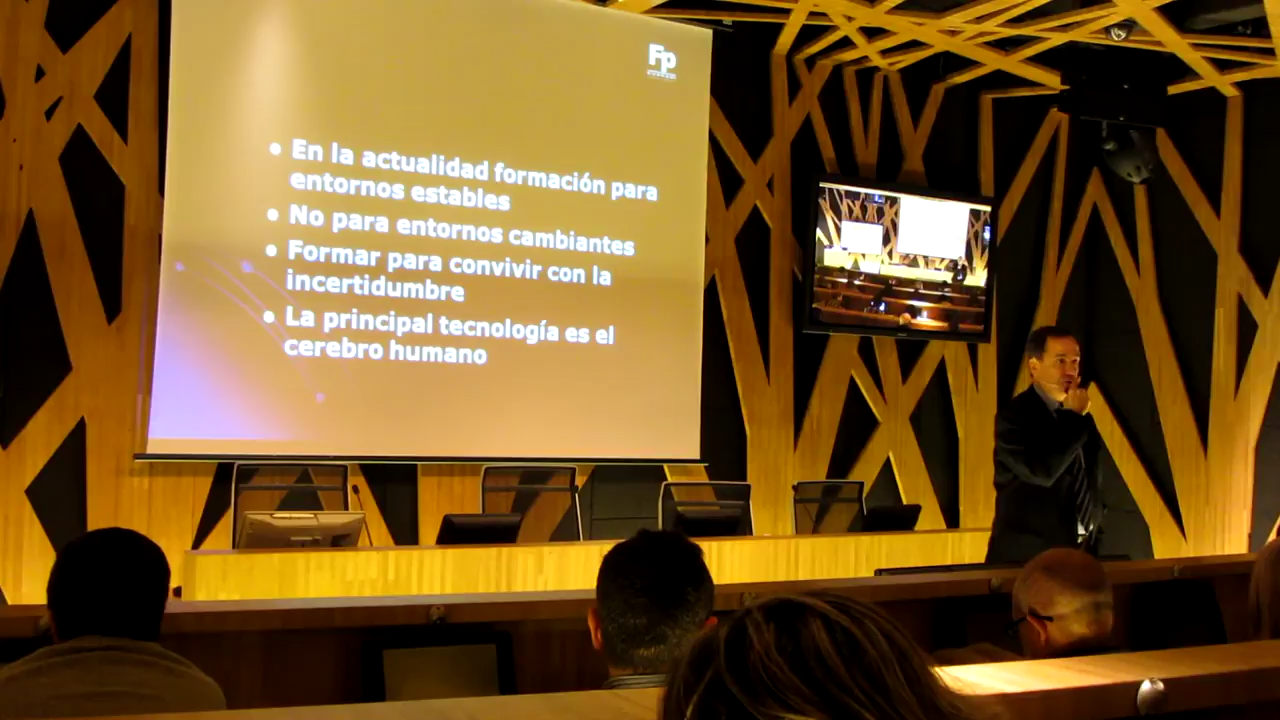 Fp
• En la actualidad formación para
entornos estables
• No para entornos cambiantes
• Formar para convivir con la
incertidumbre
• La principal tecnología es el
cerebro humano